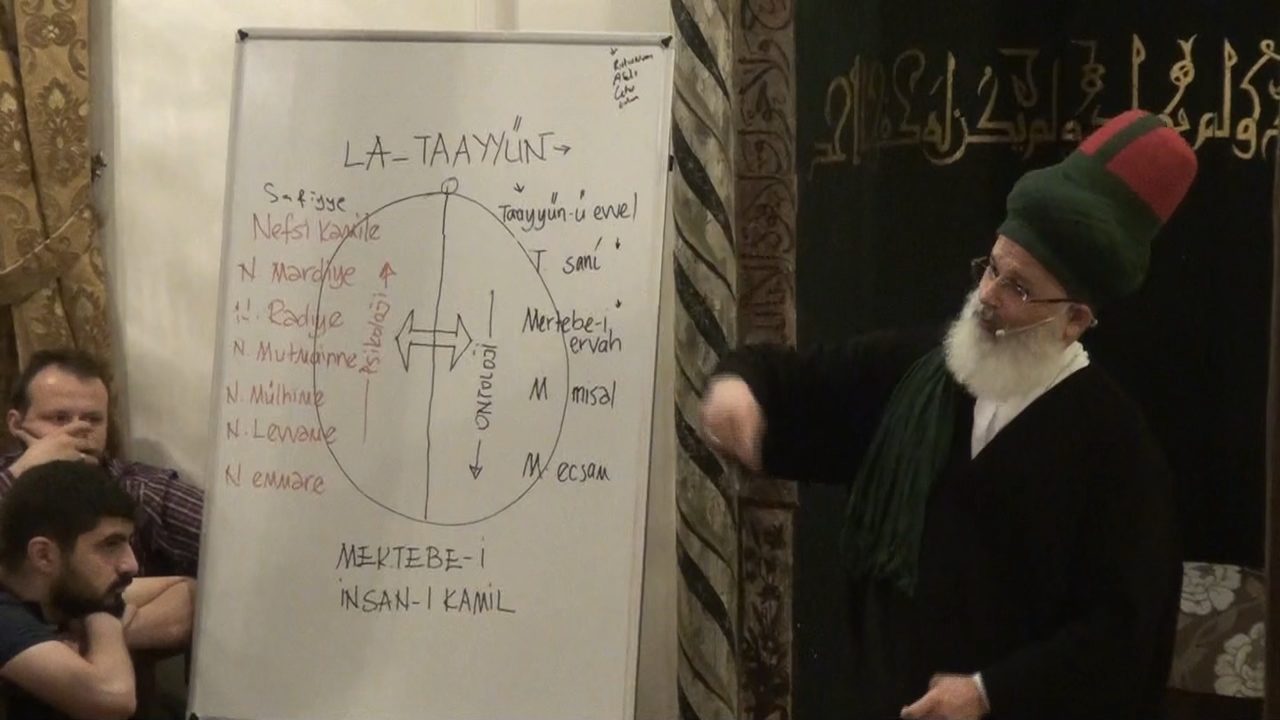 LA-TAAYYÜN→
Safiyye
Nefsi Kamile
N Mardiye
N. Radiye
N. Mutmainne
N. Mülhime
N. Levvame
N emmare
Psikoloji
ONTOLOJİ
Taayyün-ü evvel
T. sani
Mertebe-i
ervah
M misal
M ecsam
MERTEBE-İ
İNSAN-I KAMİL